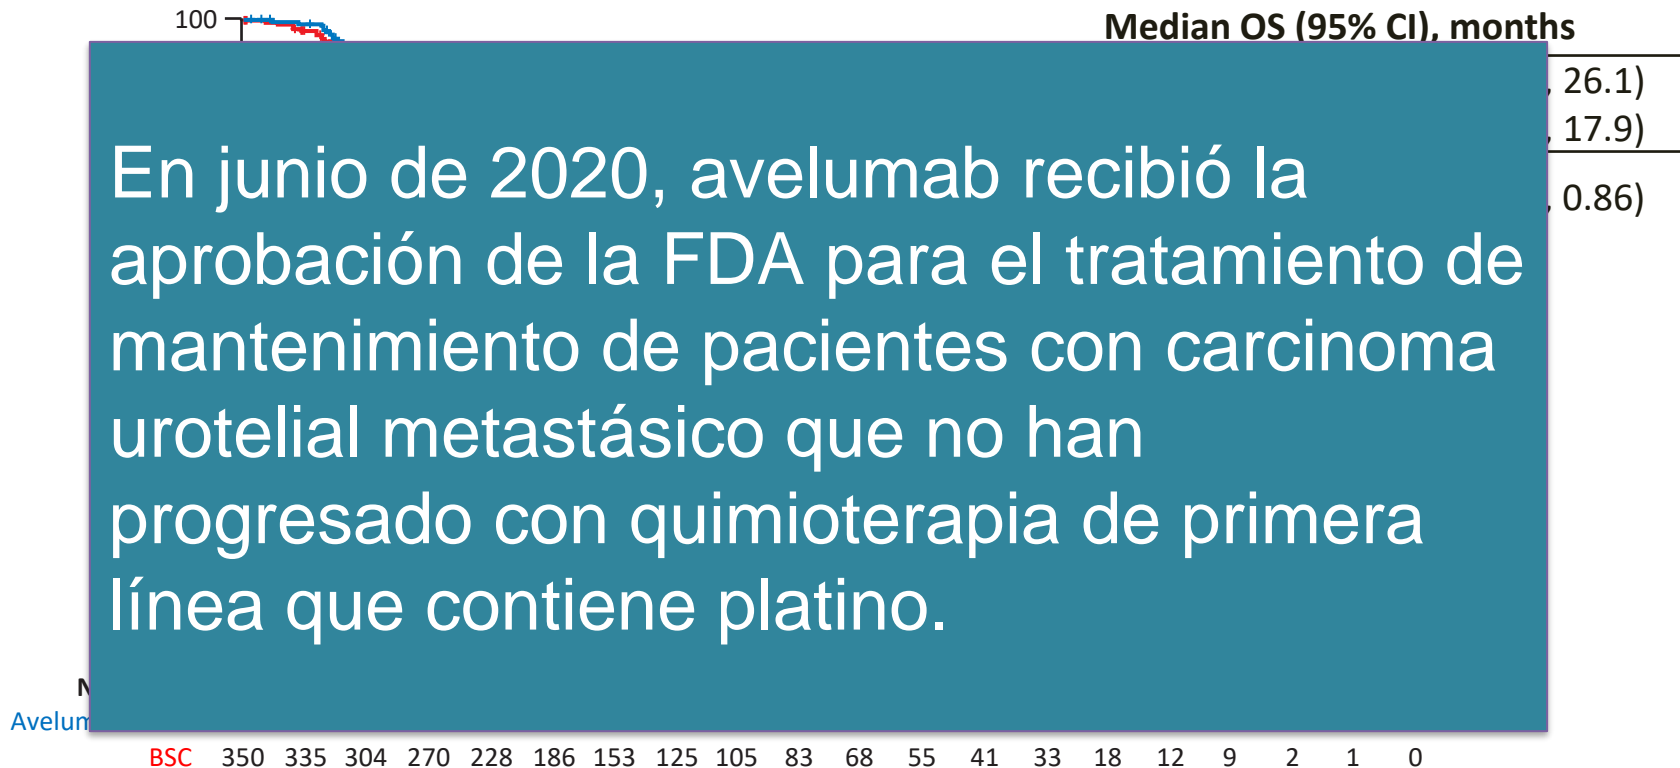 100
Median OS (95% CI), months
, 26.1)
, 17.9)
, 0.86)
En junio de 2020, avelumab recibió la
aprobación de la FDA para el tratamiento de
mantenimiento de pacientes con carcinoma
urotelial metastásico que no han
progresado con quimioterapia de primera
línea que contiene platino.
BSC 350 335 304 270 228 186 153 125 105 83 68 55 41 33 18 12 9 2 1 0